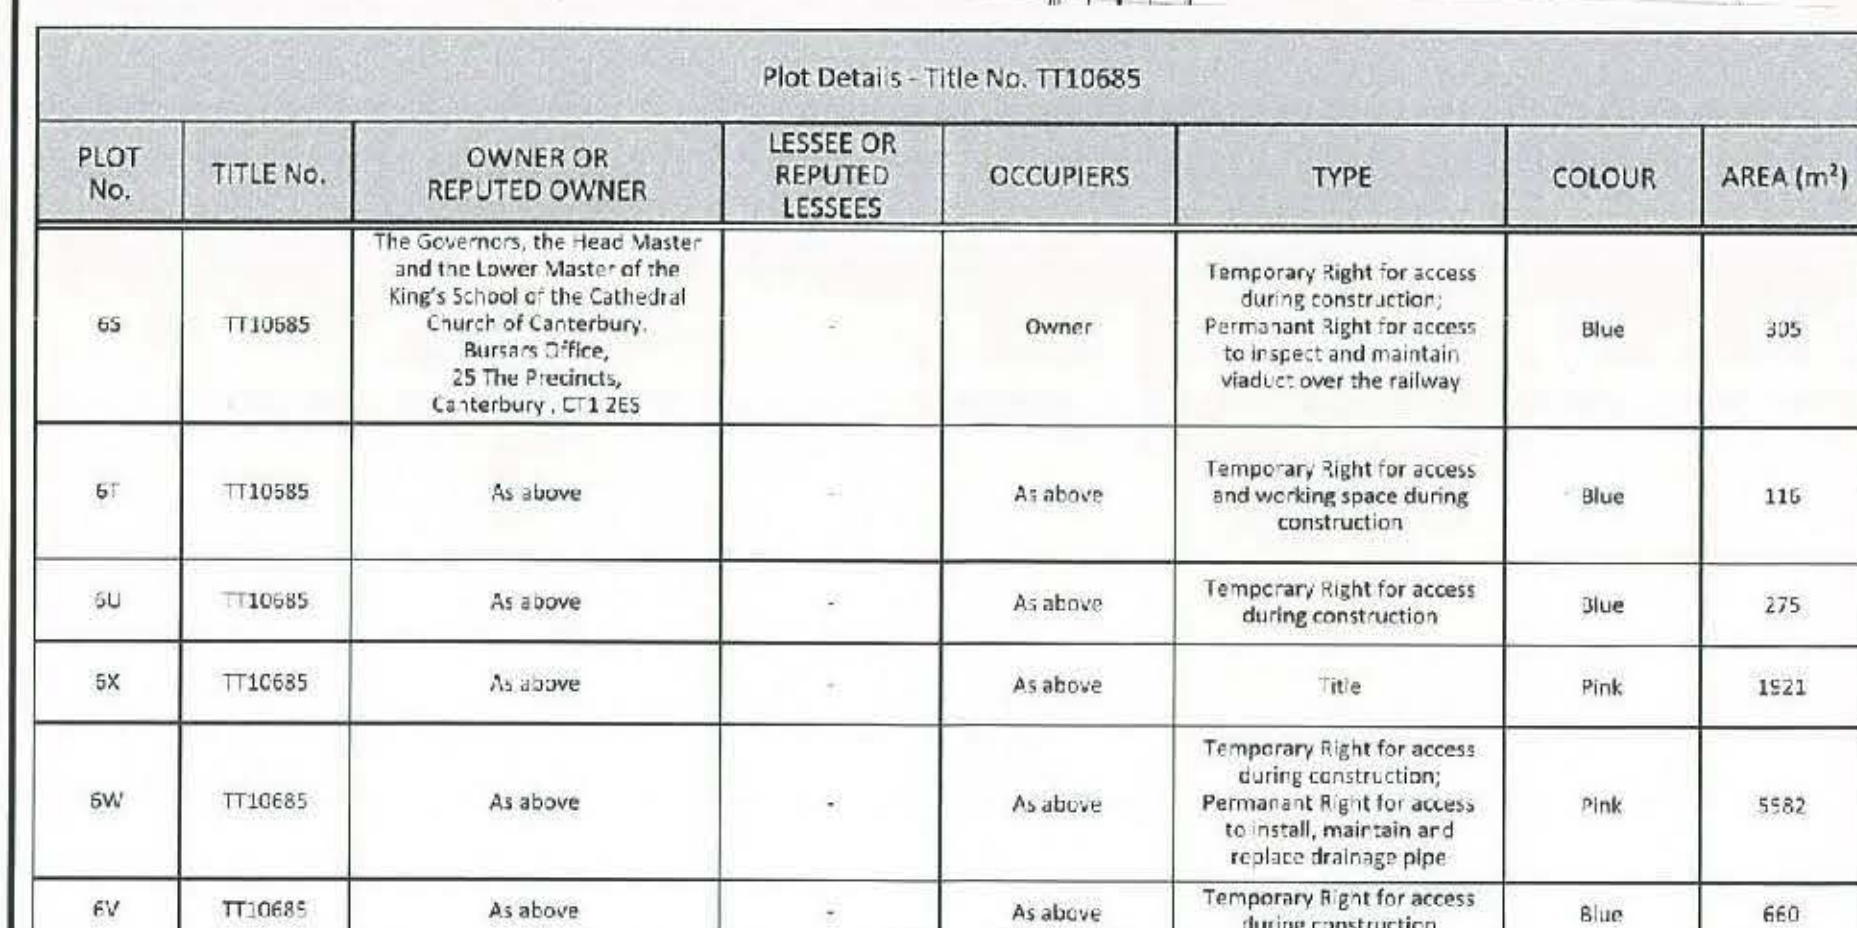 Plot Details - Title No. TT10685
PLOT No. TITLE No. OWNER OR REPUTED OWNER LESSEE OR REPUTED LESSEES OCCUPIERS TYPE COLOUR AREA (m²)
6S TT10685 The Governors, the Head Master and the Lower Master of the King's School of the Cathedral Church of Canterbury, Bursars Office, 25 The Precincts, Canterbury, CT1 2ES - Owner Temporary Right for access during construction; Permanant Right for access to inspect and maintain viaduct over the railway Blue 305
6T TT10685 As above - As above Temporary Right for access and working space during construction Blue 116
6U TT10685 As above - As above Temporary Right for access during construction Blue 275
6X TT10685 As above - As above Title Pink 1921
6W TT10685 As above - As above Temporary Right for access during construction; Permanant Right for access to install, maintain and replace drainage pipe Pink
6V TT10685 As above - As above Temporary Right for access during construction Blue 660